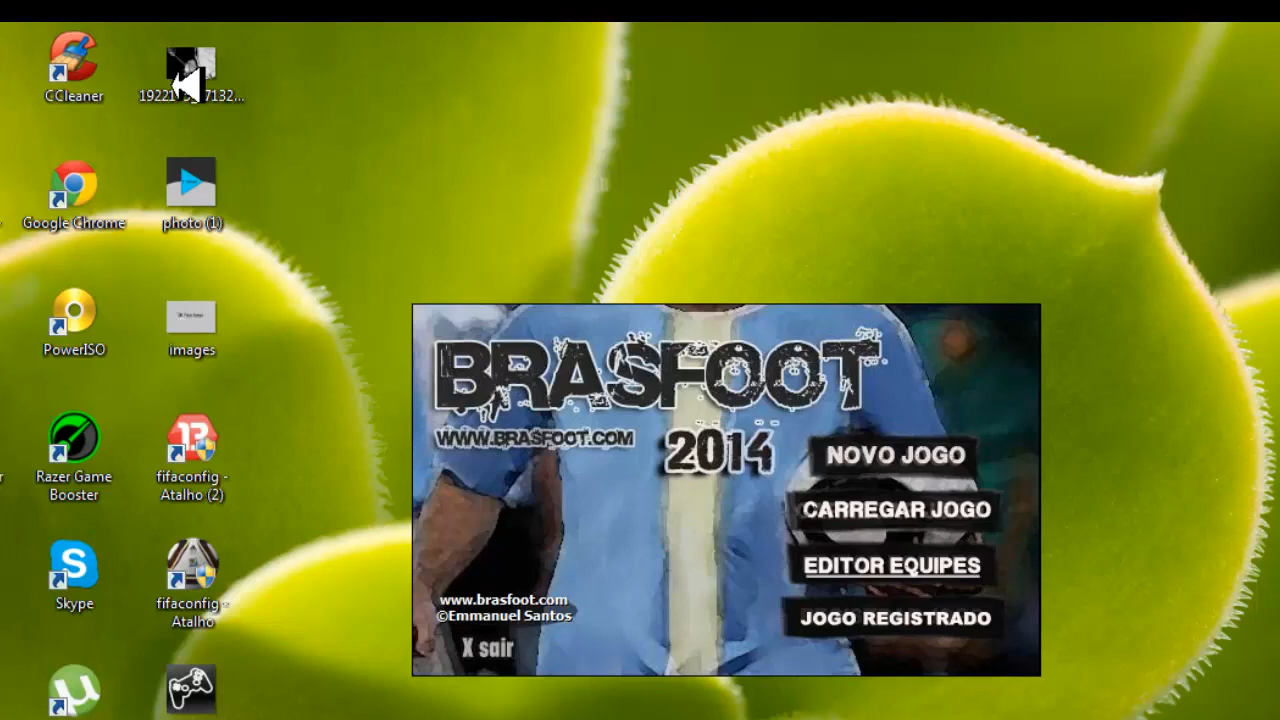 CCleaner
Google Chrome
photo (1)
PowerISO
images
Razer Game
Booster
fifaconfig -
Atalho (2)
Skype
fifaconfig -
Atalho
BRASFOOT
WWW.BRASFOOT.COM
2014
NOVO JOGO
CARREGAR JOGO
EDITOR EQUIPES
JOGO REGISTRADO
www.brasfoot.com
©Emmanuel Santos
X sair